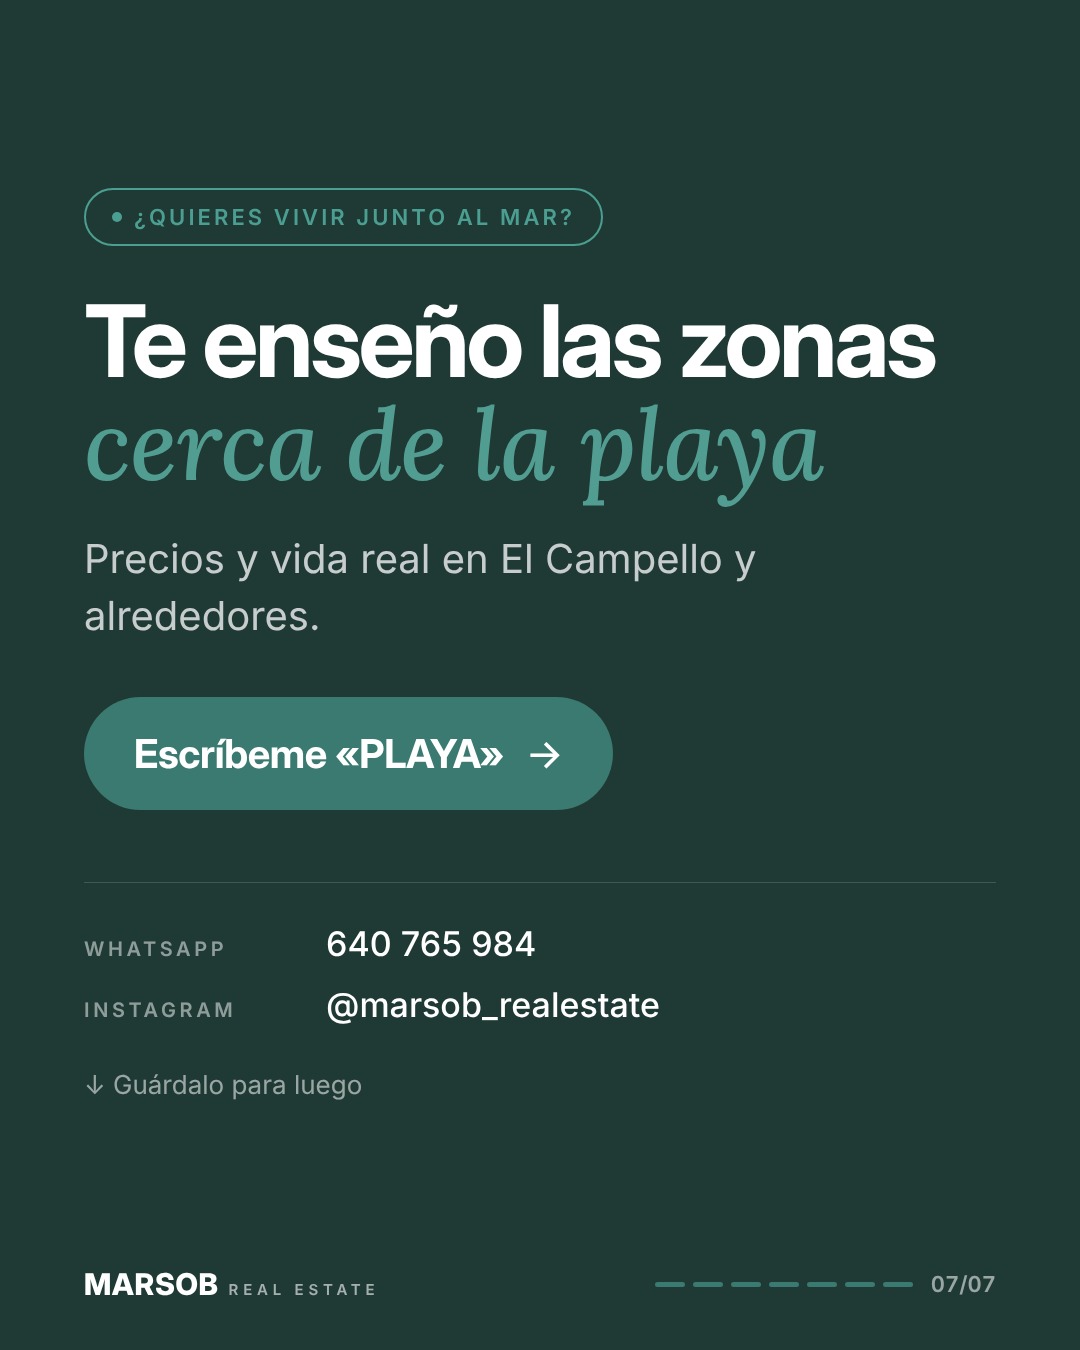 ¿QUIERES VIVIR JUNTO AL MAR?
Te enseño las zonas
cerca de la playa
Precios y vida real en El Campello y
alrededores.
Escríbeme «PLAYA» →
WHATSAPP 640 765 984
INSTAGRAM @marsob_realestate
↓ Guárdalo para luego
MARSOB REAL ESTATE 07/07